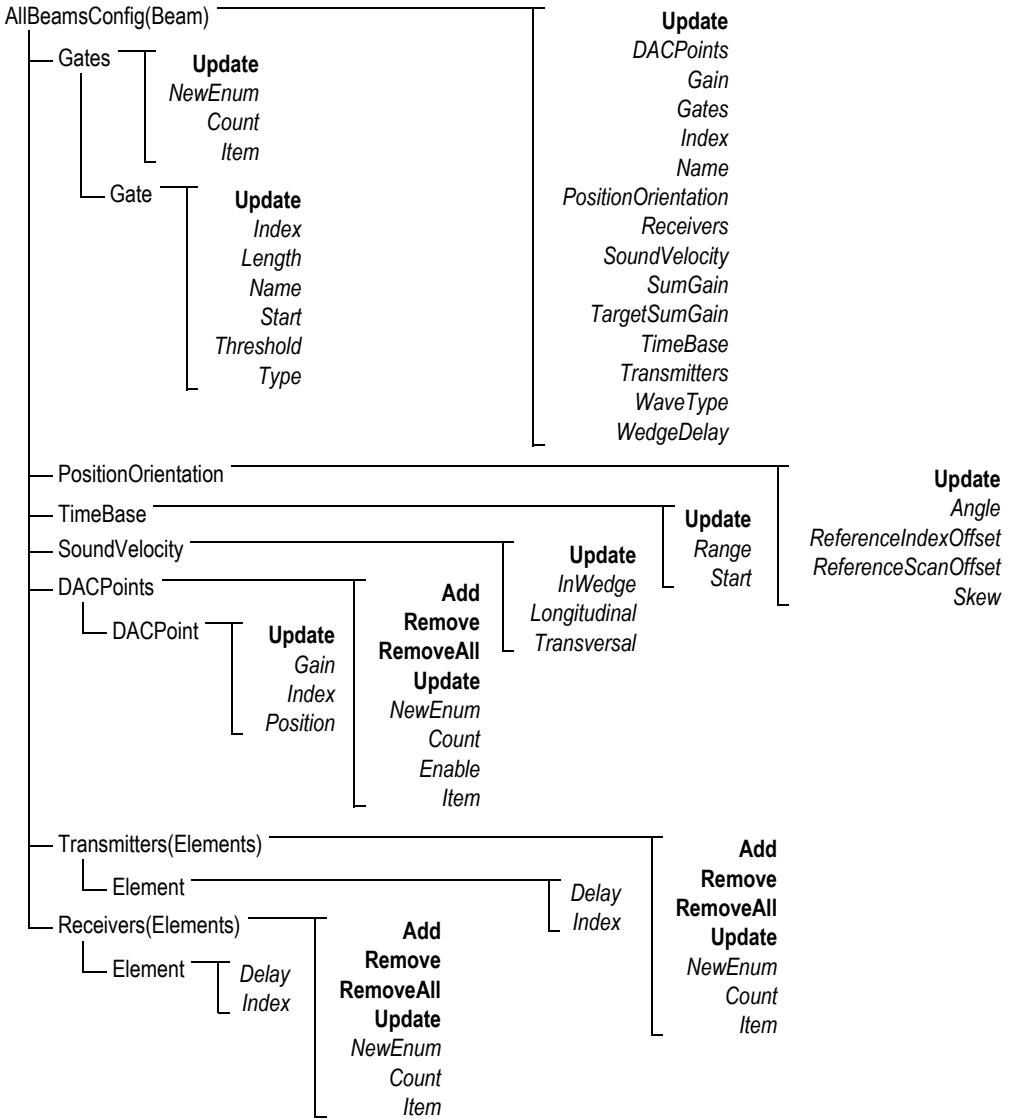 AllBeamsConfig(Beam)
Update
DACPoints
Gain
Gates
Index
Name
PositionOrientation
Receivers
SoundVelocity
SumGain
TargetSumGain
TimeBase
Transmitters
WaveType
WedgeDelay
Gates
Update
NewEnum
Count
Item
Gate
Update
Index
Length
Name
Start
Threshold
Type
PositionOrientation
Update
Angle
ReferenceIndexOffset
ReferenceScanOffset
Skew
TimeBase
Update
Range
Start
SoundVelocity
Update
InWedge
Longitudinal
Transversal
DACPoints
Add
Remove
RemoveAll
Update
NewEnum
Count
Enable
Item
DACPoint
Update
Gain
Index
Position
Transmitters(Elements)
Add
Remove
RemoveAll
Update
NewEnum
Count
Item
Element
Delay
Index
Receivers(Elements)
Add
Remove
RemoveAll
Update
NewEnum
Count
Item
Element
Delay
Index